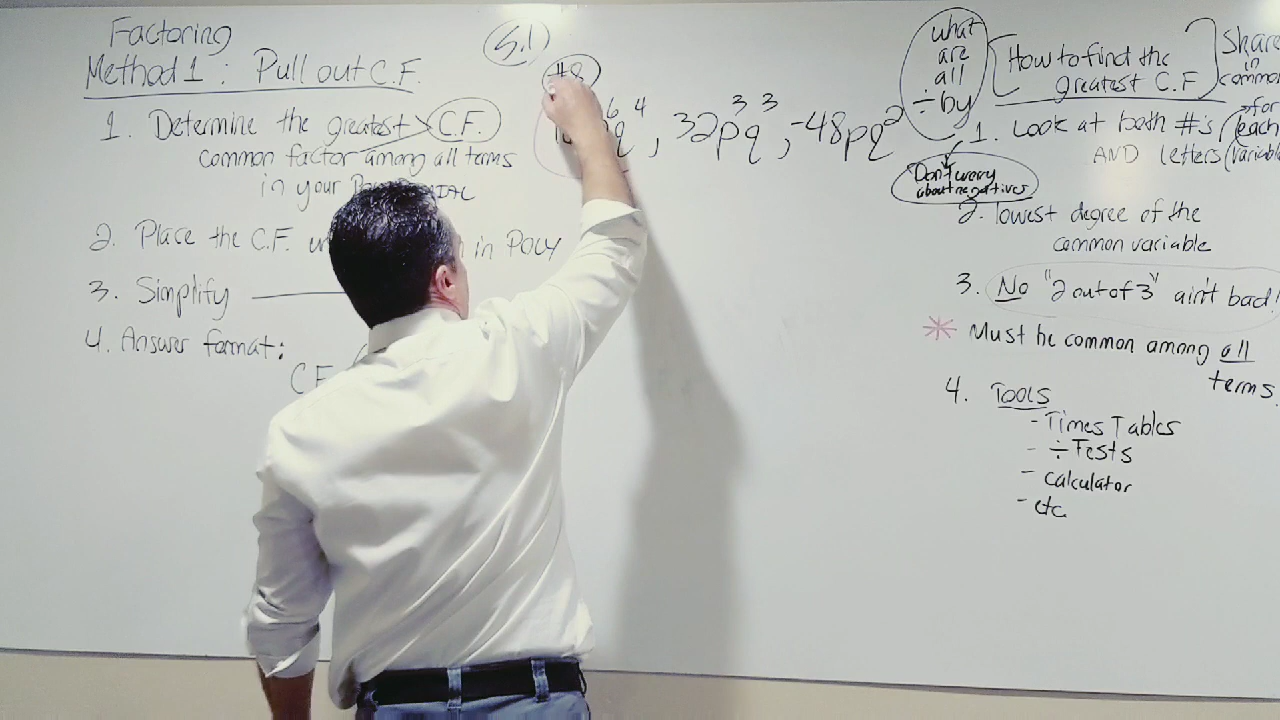 Factoring
Method 1: Pull out C.F.
1. Determine the greatest C.F.
common factor among all terms
in your
2. Place the C.F. in POLY
3. Simplify
4. Answer format:
C.F.
5.1
#8
q⁴, 32p³q³, -48pq²
what
are
all
÷ by
How to find the
greatest C.F
Share
in
common
for
each
variable
1. Look at both #'s
AND letters
Don't worry
about negatives
2. lowest degree of the
common variable
3. No "2 out of 3" ain't bad!
* Must be common among all
terms.
4. TOOLS
- Times Tables
- ÷ Tests
- calculator
- etc